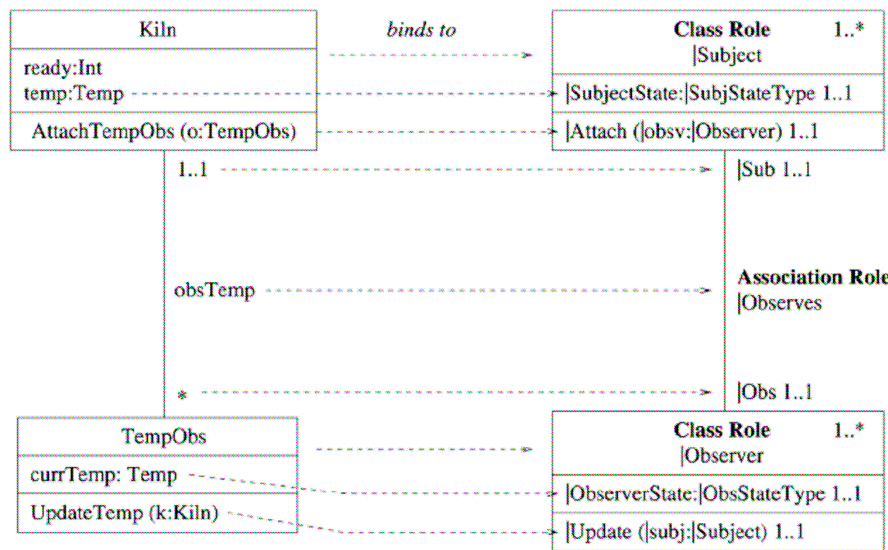 Kiln
ready:Int
temp:Temp
AttachTempObs (o:TempObs)
binds to
Class Role 1..*
|Subject
|SubjectState:|SubjStateType 1..1
|Attach (|obsv:|Observer) 1..1
1..1
|Sub 1..1
obsTemp
Association Role
|Observes
*
|Obs 1..1
TempObs
currTemp: Temp
UpdateTemp (k:Kiln)
Class Role 1..*
|Observer
|ObserverState:|ObsStateType 1..1
|Update (|subj:|Subject) 1..1